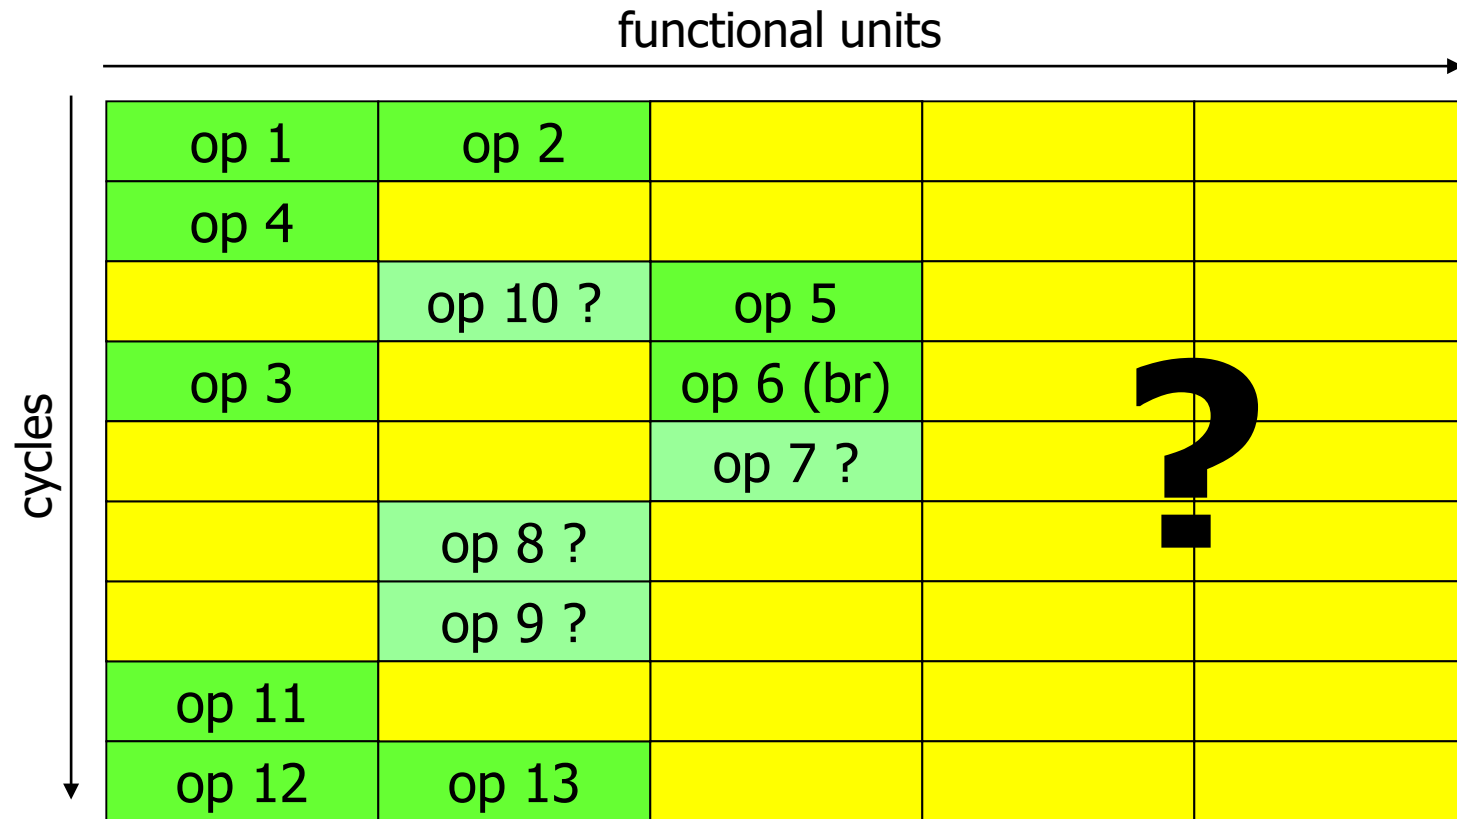 functional units
cycles
op 1 op 2
op 4
op 10 ? op 5
op 3 op 6 (br)
op 7 ?
op 8 ?
op 9 ?
op 11
op 12 op 13
?